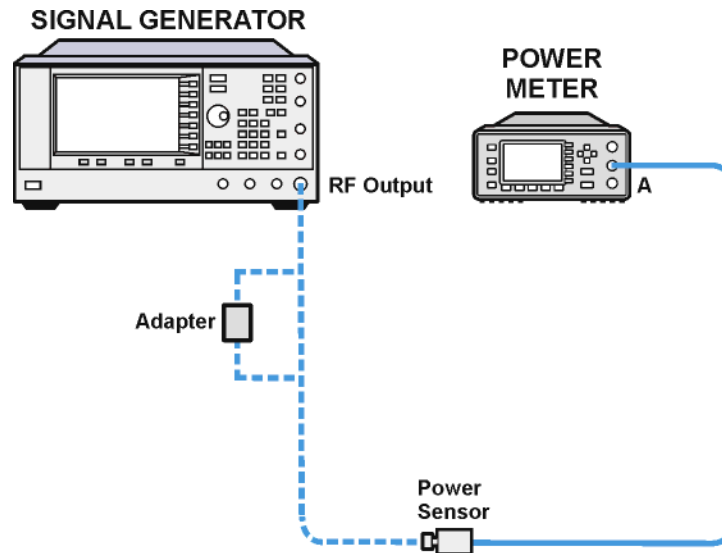 SIGNAL GENERATOR
POWER
METER
RF Output
A
Adapter
Power
Sensor